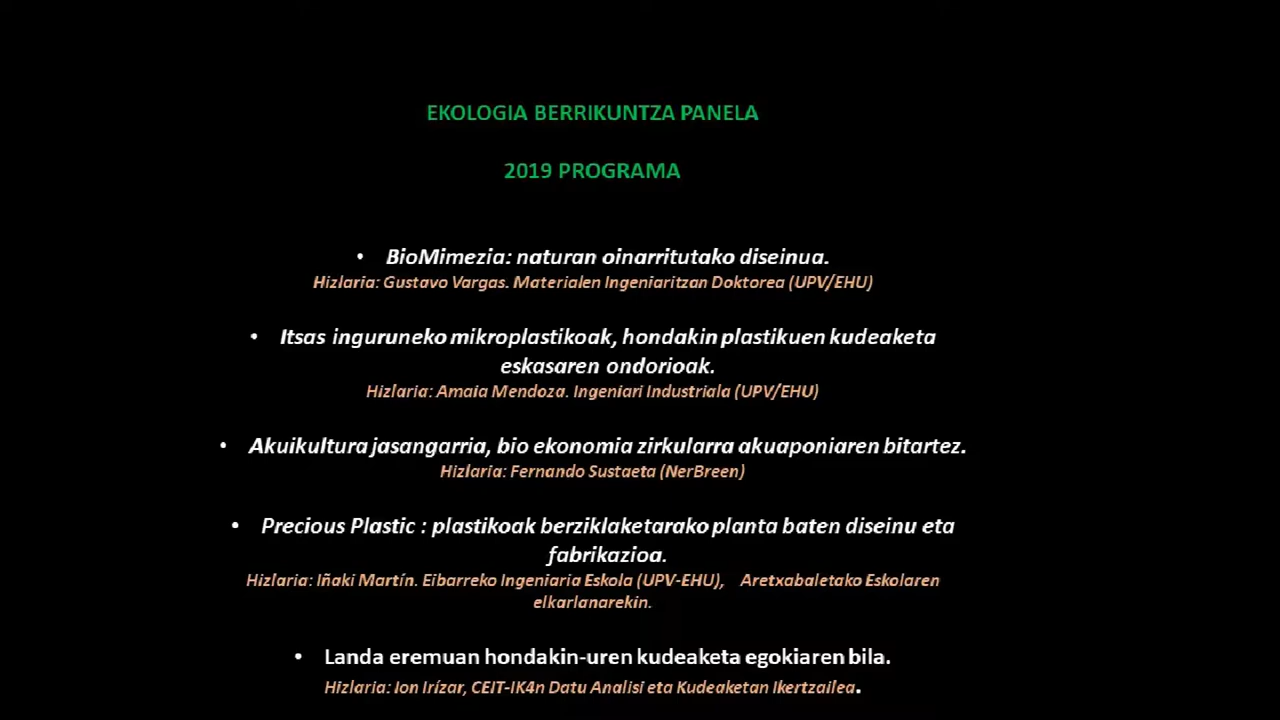 EKOLOGIA BERRIKUNTZA PANELA
2019 PROGRAMA
• BioMimezia: naturan oinarritutako diseinua.
Hizlaria: Gustavo Vargas. Materialen Ingeniaritzan Doktorea (UPV/EHU)
• Itsas inguruneko mikroplastikoak, hondakin plastikuen kudeaketa
eskasaren ondorioak.
Hizlaria: Amaia Mendoza. Ingeniari Industriala (UPV/EHU)
• Akuikultura jasangarria, bio ekonomia zirkularra akuaponiaren bitartez.
Hizlaria: Fernando Sustaeta (NerBreen)
• Precious Plastic : plastikoak berziklaketarako planta baten diseinu eta
fabrikazioa.
Hizlaria: Iñaki Martín. Eibarreko Ingeniaria Eskola (UPV-EHU), Aretxabaletako Eskolaren
elkarlanarekin.
• Landa eremuan hondakin-uren kudeaketa egokiaren bila.
Hizlaria: Ion Irízar, CEIT-IK4n Datu Analisi eta Kudeaketan Ikertzailea.